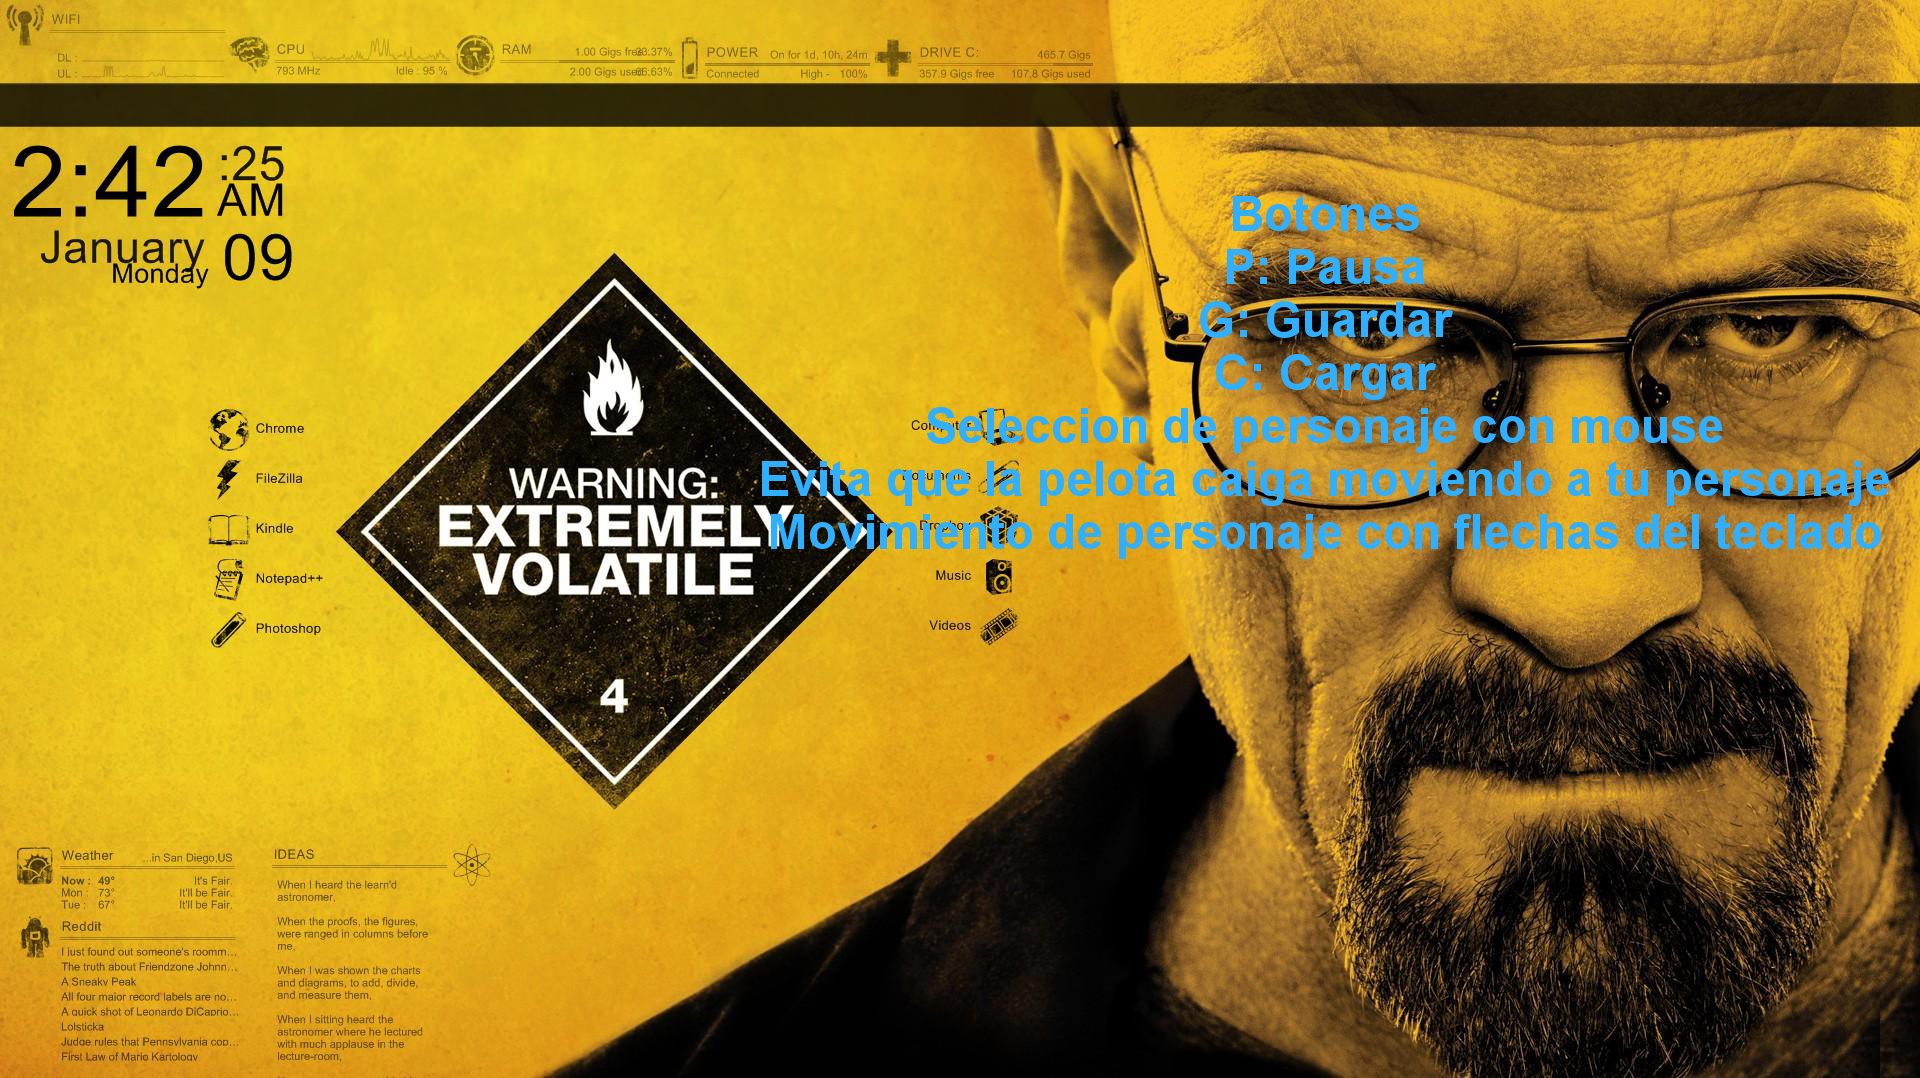 WIFI
DL :
UL :
CPU
793 MHz
Idle : 95 %
RAM
1.00 Gigs free
33.37%
2.00 Gigs used
66.63%
POWER
On for 1d, 10h, 24m
Connected
High - 100%
DRIVE C:
465.7 Gigs
357.9 Gigs free
107.8 Gigs used
2:42 :25 AM
January 09
Monday
Botones
P: Pausa
G: Guardar
C: Cargar
Seleccion de personaje con mouse
Evita que la pelota caiga moviendo a tu personaje
Movimiento de personaje con flechas del teclado
Chrome
FileZilla
Kindle
Notepad++
Photoshop
WARNING:
EXTREMELY
VOLATILE
4
Computer
Documents
Dropbox
Music
Videos
Weather
...in San Diego,US
Now : 49° It's Fair.
Mon : 73° It'll be Fair.
Tue : 67° It'll be Fair.
Reddit
I just found out someone's roomm...
The truth about Friendzone Johnn...
A Sneaky Peak
All four major record labels are no...
A quick shot of Leonardo DiCaprio...
Lolsticka
Judge rules that Pennsylvania cop...
First Law of Mario Kartology
IDEAS
When I heard the learn'd
astronomer,
When the proofs, the figures,
were ranged in columns before
me,
When I was shown the charts
and diagrams, to add, divide,
and measure them,
When I sitting heard the
astronomer where he lectured
with much applause in the
lecture-room,